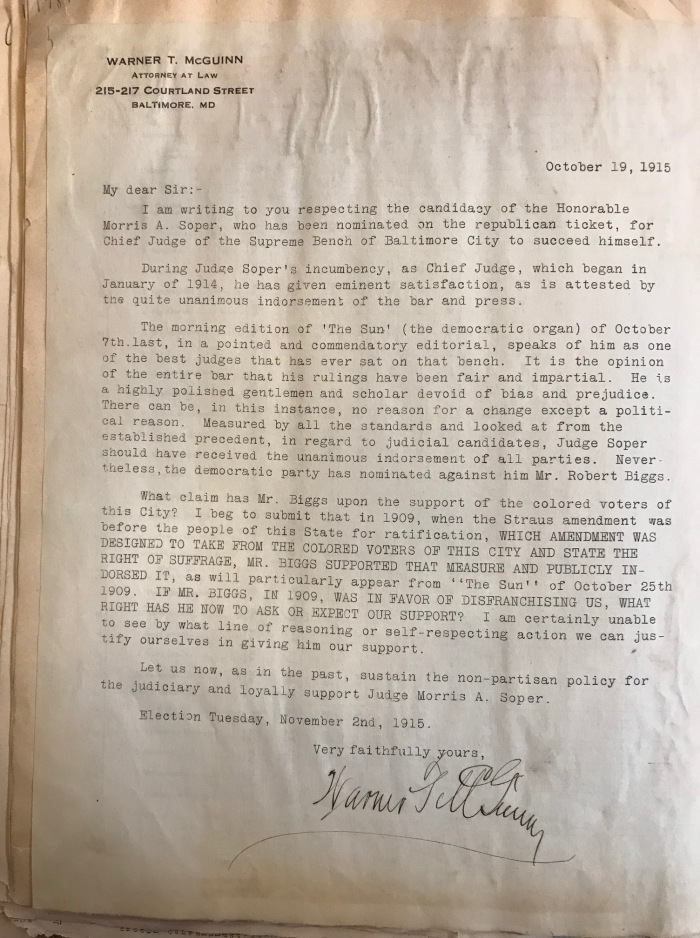 WARNER T. McGUINN
ATTORNEY AT LAW
215-217 COURTLAND STREET
BALTIMORE. MD
October 19, 1915
My dear Sir:-
I am writing to you respecting the candidacy of the Honorable
Morris A. Soper, who has been nominated on the republican ticket, for
Chief Judge of the Supreme Bench of Baltimore City to succeed himself.
During Judge Soper's incumbency, as Chief Judge, which began in
January of 1914, he has given eminent satisfaction, as is attested by
the quite unanimous indorsement of the bar and press.
The morning edition of 'The Sun' (the democratic organ) of October
7th.last, in a pointed and commendatory editorial, speaks of him as one
of the best judges that has ever sat on that bench. It is the opinion
of the entire bar that his rulings have been fair and impartial. He is
a highly polished gentlemen and scholar devoid of bias and prejudice.
There can be, in this instance, no reason for a change except a politi-
cal reason. Measured by all the standards and looked at from the
established precedent, in regard to judicial candidates, Judge Soper
should have received the unanimous indorsement of all parties. Never-
theless,the democratic party has nominated against him Mr. Robert Biggs.
What claim has Mr. Biggs upon the support of the colored voters of
this City? I beg to submit that in 1909, when the Straus amendment was
before the people of this State for ratification, WHICH AMENDMENT WAS
DESIGNED TO TAKE FROM THE COLORED VOTERS OF THIS CITY AND STATE THE
RIGHT OF SUFFRAGE, MR. BIGGS SUPPORTED THAT MEASURE AND PUBLICLY IN-
DORSED IT, as will particularly appear from ''The Sun'' of October 25th
1909. IF MR. BIGGS, IN 1909, WAS IN FAVOR OF DISFRANCHISING US, WHAT
RIGHT HAS HE NOW TO ASK OR EXPECT OUR SUPPORT? I am certainly unable
to see by what line of reasoning or self-respecting action we can jus-
tify ourselves in giving him our support.
Let us now, as in the past, sustain the non-partisan policy for
the judiciary and loyally support Judge Morris A. Soper.
Election Tuesday, November 2nd, 1915.
Very faithfully yours,
Warner T McGuinn